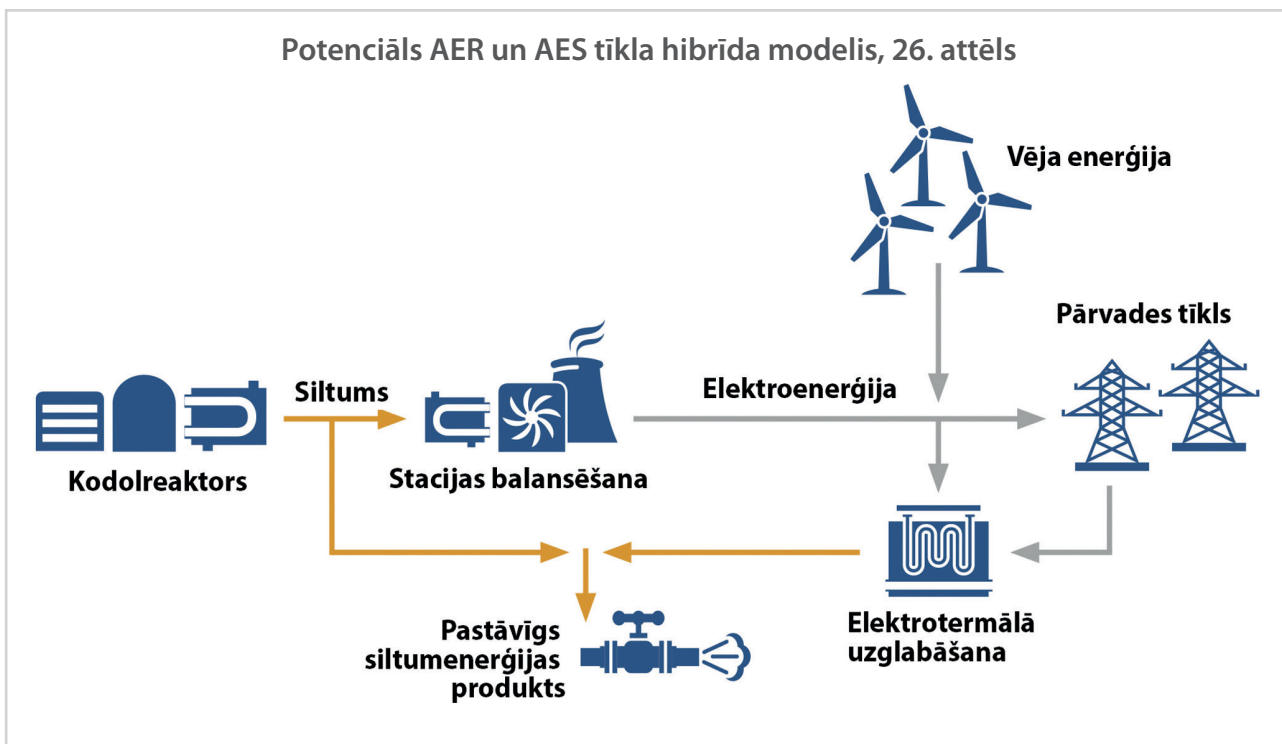 Potenciāls AER un AES tīkla hibrīda modelis, 26. attēls
Vēja enerģija
Pārvades tīkls
Siltums
Elektroenerģija
Kodolreaktors
Stacijas balansēšana
Elektrotermālā
uzglabāšana
Pastāvīgs
siltumenerģijas
produkts